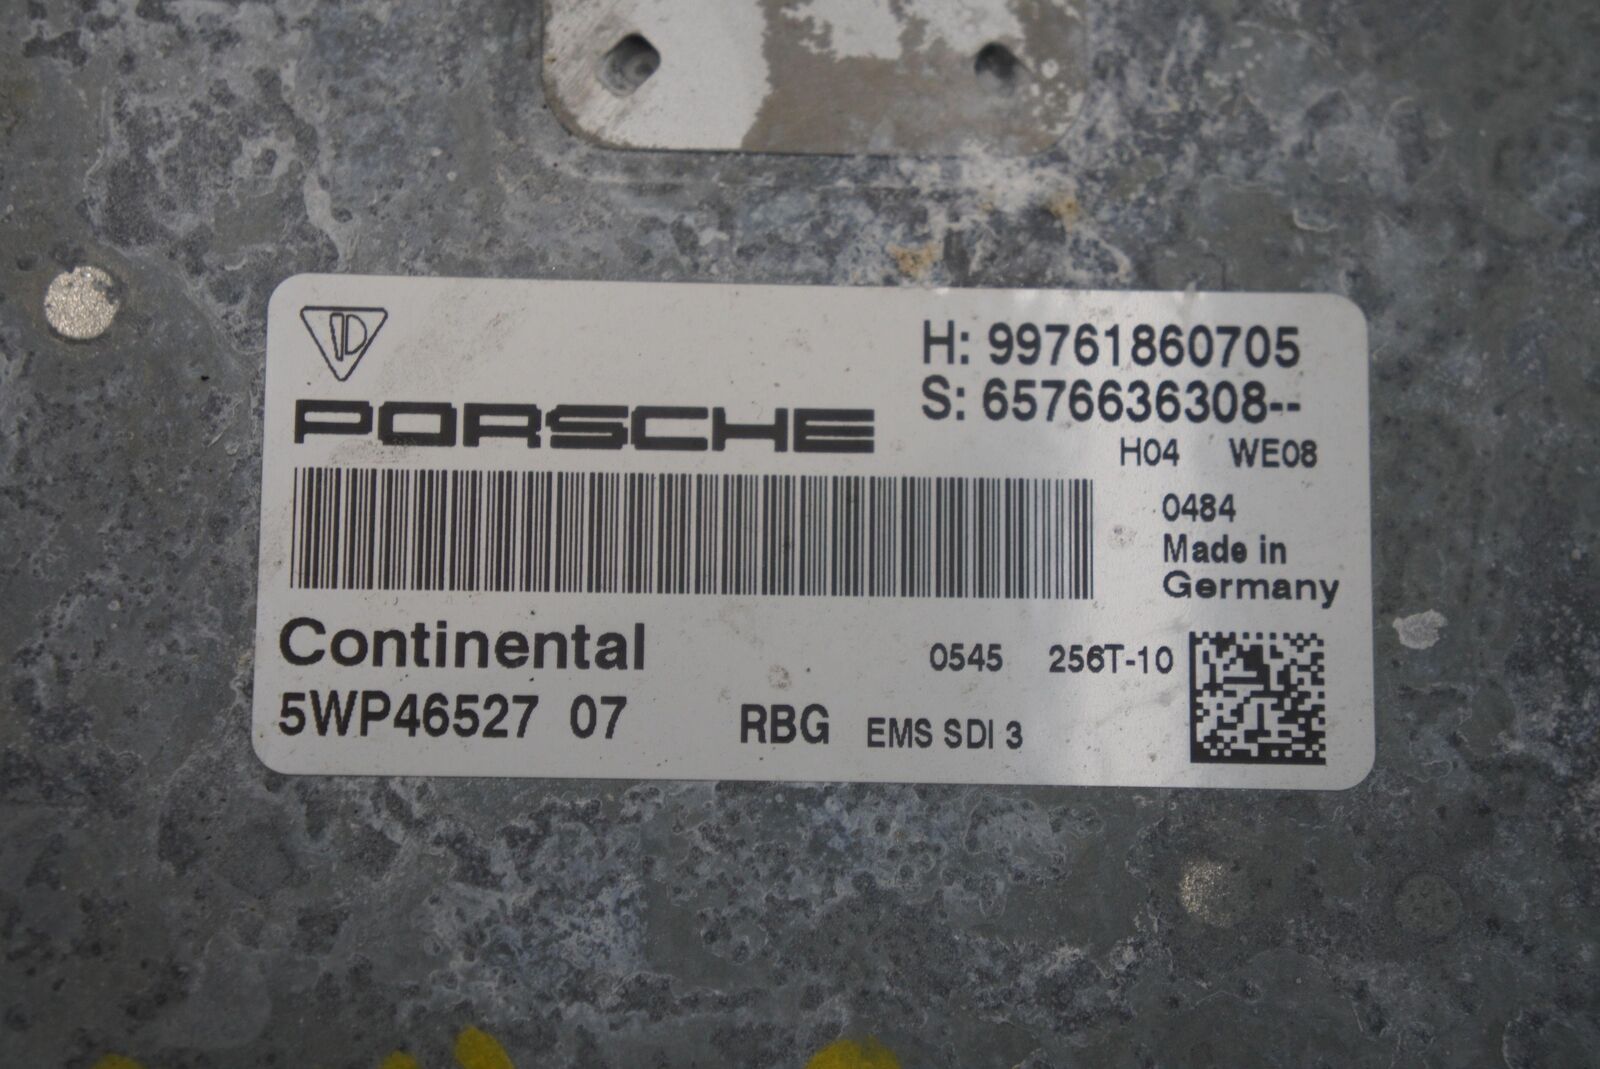 H: 99761860705
S: 6576636308--
PORSCHE
H04 WE08
0484
Made in
Germany
Continental
0545 256T-10
5WP46527 07 RBG EMS SDI 3